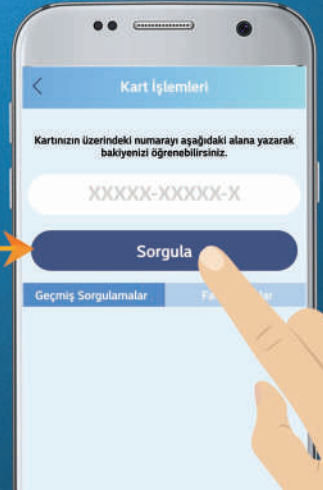 Kart İşlemleri
Kartınızın üzerindeki numarayı aşağıdaki alana yazarak
bakiyenizi öğrenebilirsiniz.
XXXXX-XXXXX-X
Sorgula
Geçmiş Sorgulamalar